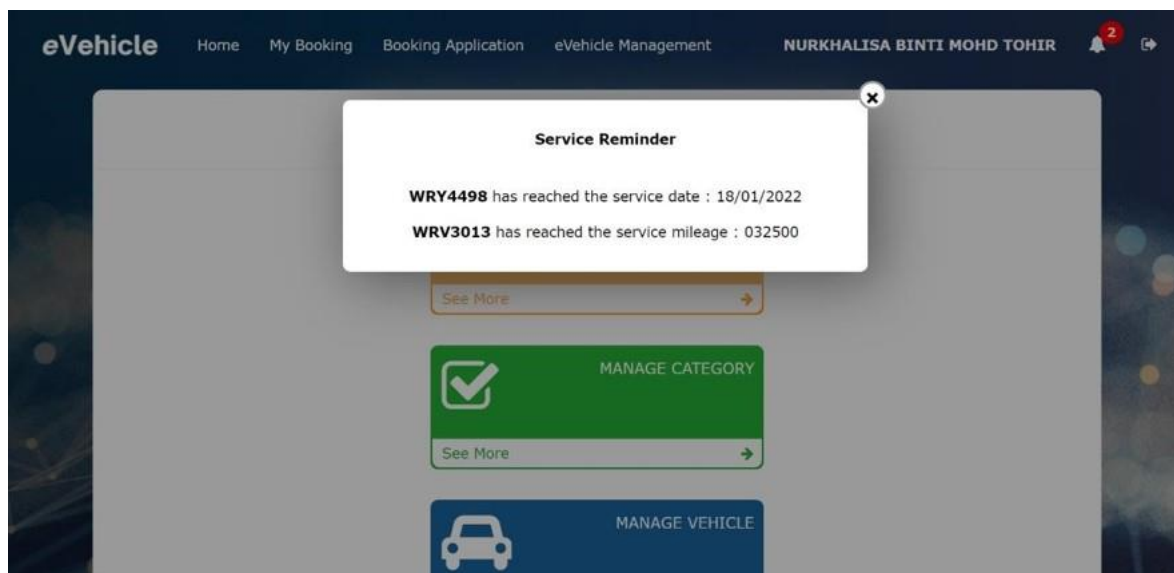 eVehicle Home My Booking Booking Application eVehicle Management NURKHALISA BINTI MOHD TOHIR 2
Service Reminder
WRY4498 has reached the service date : 18/01/2022
WRV3013 has reached the service mileage : 032500
See More
MANAGE CATEGORY
See More
MANAGE VEHICLE